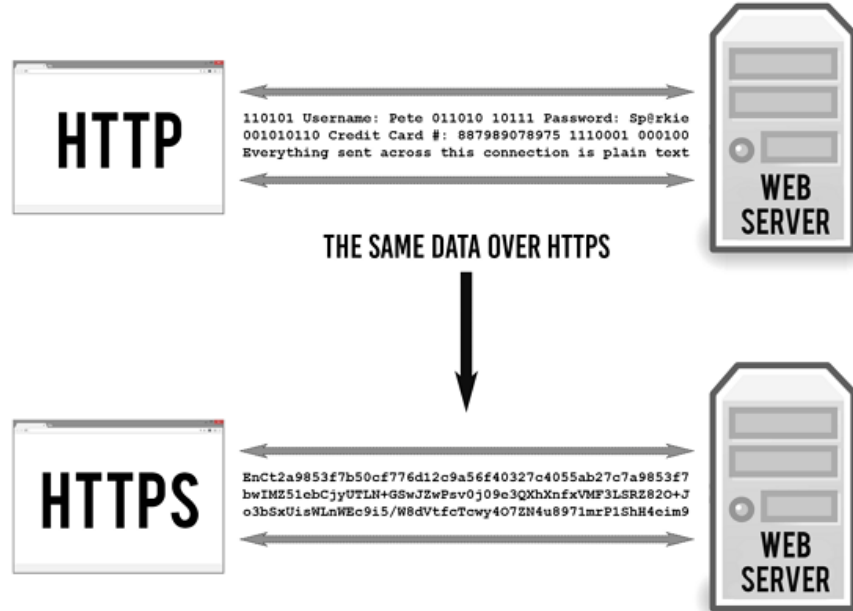 HTTP
110101 Username: Pete 011010 10111 Password: Sp@rkie
001010110 Credit Card #: 887989078975 1110001 000100
Everything sent across this connection is plain text
WEB
SERVER
THE SAME DATA OVER HTTPS
HTTPS
EnCt2a9853f7b50cf776d12c9a56f40327c4055ab27c7a9853f7
bwIMZ51ebCjyUTLN+GSwJZwPsv0j09e3QXhXnfxVMF3LSRZ82O+J
o3bSxUisWLnWEc9i5/W8dVtfcTcwy4O7ZN4u8971mrP1ShH4eim9
WEB
SERVER